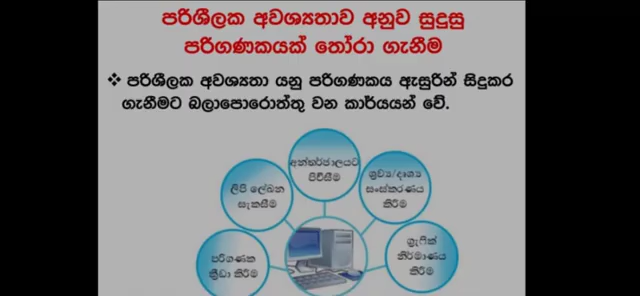 පරිශීලක අවශ්‍යතාව අනුව සුදුසු
පරිගණකයක් තෝරා ගැනීම
❖ පරිශීලක අවශ්‍යතා යනු පරිගණකය ඇසුරින් සිදුකර
ගැනීමට බලාපොරොත්තු වන කාර්යයන් වේ.
අන්තර්ජාලයට
පිවිසීම
ලිපි ලේඛන
සැකසීම
ශ්‍රව්‍ය/දෘශ්‍ය
සංස්කරණය
කිරීම
පරිගණක
ක්‍රීඩා කිරීම
ග්‍රැෆික්
නිර්මාණය
කිරීම